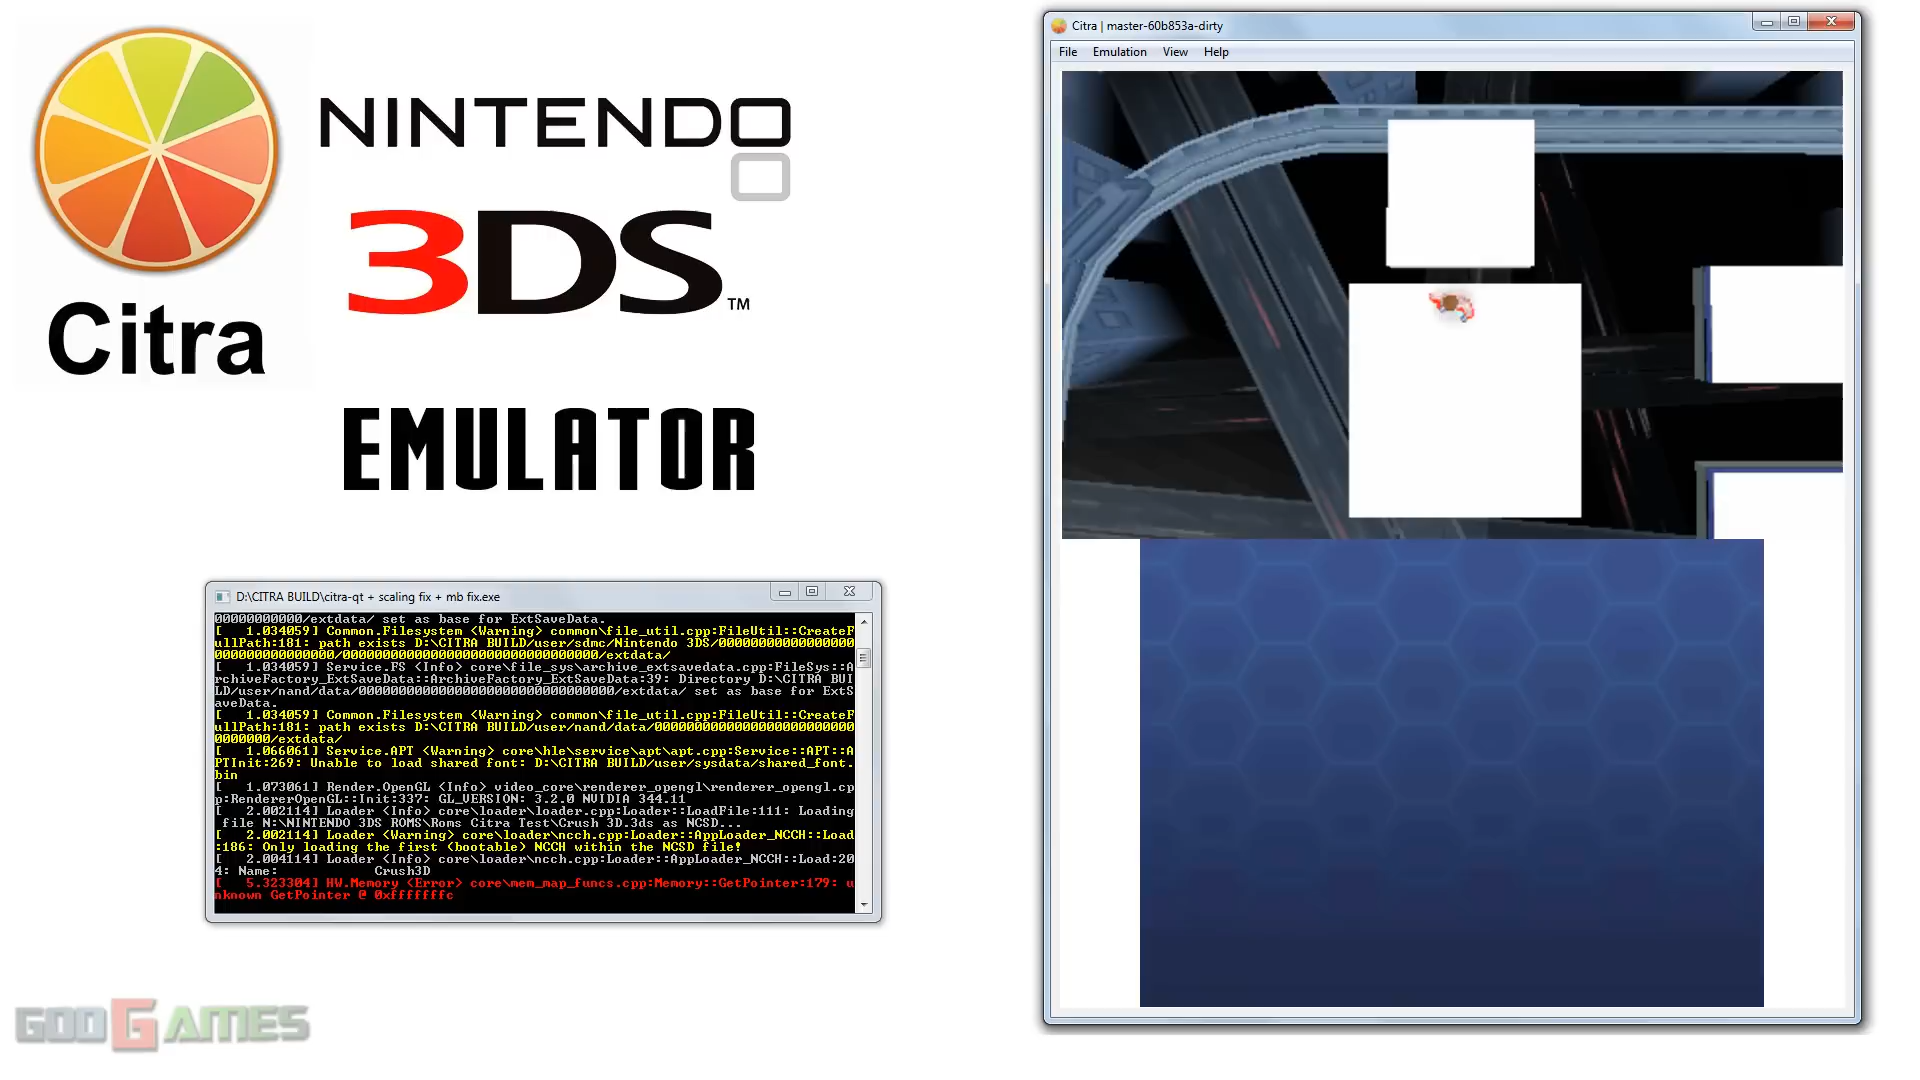 NINTENDO
3DS™
Citra
EMULATOR
D:\CITRA BUILD\citra-qt + scaling fix + mb fix.exe
00000000000/extdata/ set as base for ExtSaveData.
[   1.034059] Common.Filesystem <Warning> common\file_util.cpp:FileUtil::CreateF
ullPath:181: path exists D:\CITRA BUILD/user/sdmc/Nintendo 3DS/00000000000000000
000000000000000/00000000000000000000000000000000/extdata/
[   1.034059] Service.FS <Info> core\file_sys\archive_extsavedata.cpp:FileSys::A
rchiveFactory_ExtSaveData::ArchiveFactory_ExtSaveData:39: Directory D:\CITRA BUI
LD/user/nand/data/00000000000000000000000000000000/extdata/ set as base for ExtS
aveData.
[   1.034059] Common.Filesystem <Warning> common\file_util.cpp:FileUtil::CreateF
ullPath:181: path exists D:\CITRA BUILD/user/nand/data/0000000000000000000000000
0000000/extdata/
[   1.066061] Service.APT <Warning> core\hle\service\apt\apt.cpp:Service::APT::A
PTInit:269: Unable to load shared font: D:\CITRA BUILD/user/sysdata/shared_font.
bin
[   1.073061] Render.OpenGL <Info> video_core\renderer_opengl\renderer_opengl.cp
p:RendererOpenGL::Init:337: GL_VERSION: 3.2.0 NVIDIA 344.11
[   2.002114] Loader <Info> core\loader\loader.cpp:Loader::LoadFile:111: Loading
file N:\NINTENDO 3DS ROMS\Roms Citra Test\Crush 3D.3ds as NCSD...
[   2.002114] Loader <Warning> core\loader\ncch.cpp:Loader::AppLoader_NCCH::Load
:186: Only loading the first (bootable) NCCH within the NCSD file!
[   2.004114] Loader <Info> core\loader\ncch.cpp:Loader::AppLoader_NCCH::Load:20
4: Name:            Crush3D
[   5.323304] HW.Memory <Error> core\mem_map_funcs.cpp:Memory::GetPointer:179: u
nknown GetPointer @ 0xfffffffc
GOOGAMES
Citra | master-60b853a-dirty
File Emulation View Help